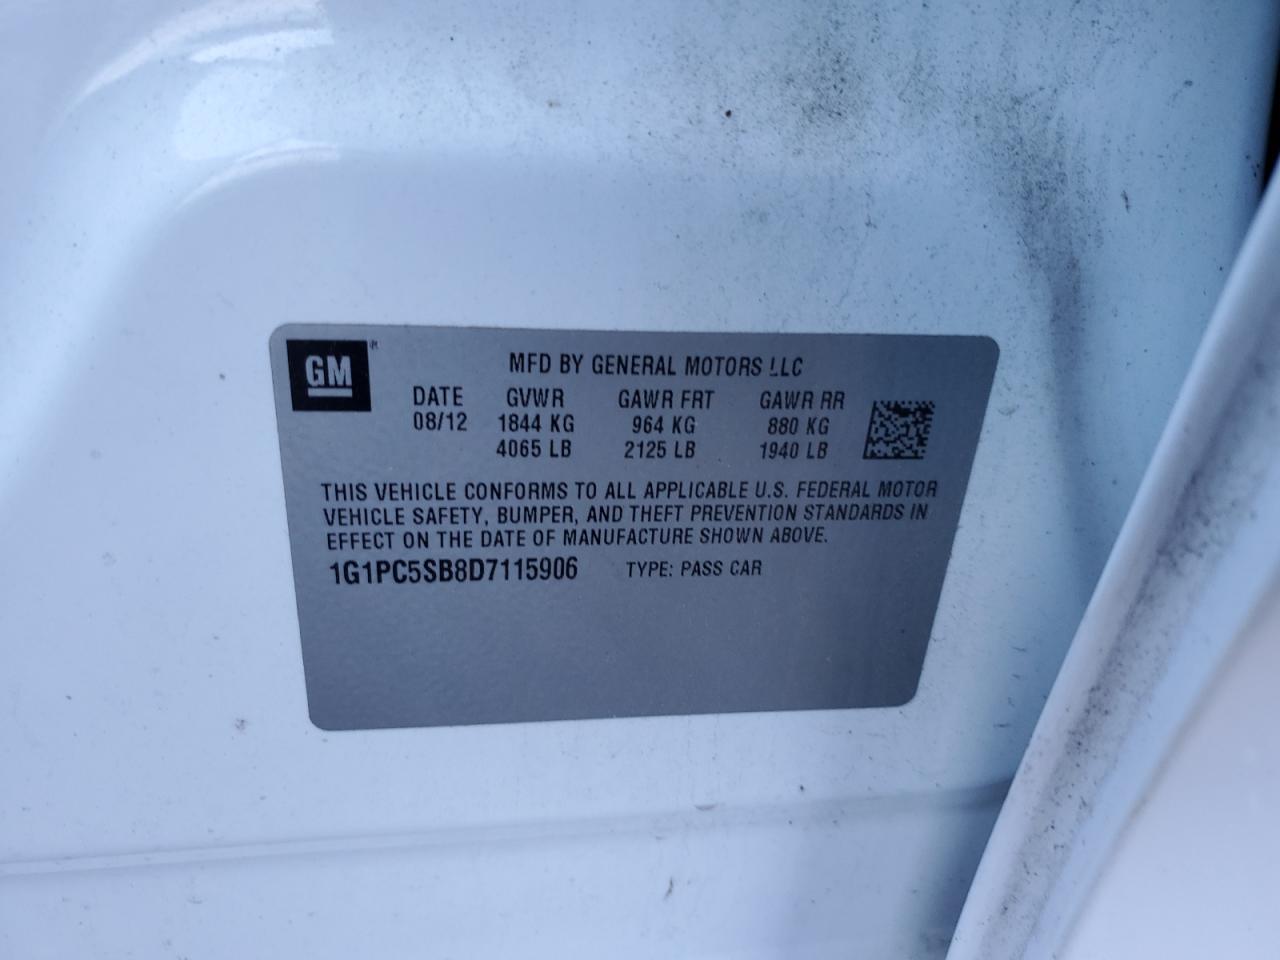 GM
MFD BY GENERAL MOTORS LLC
DATE GVWR GAWR FRT GAWR RR
08/12 1844 KG 964 KG 880 KG
4065 LB 2125 LB 1940 LB
THIS VEHICLE CONFORMS TO ALL APPLICABLE U.S. FEDERAL MOTOR
VEHICLE SAFETY, BUMPER, AND THEFT PREVENTION STANDARDS IN
EFFECT ON THE DATE OF MANUFACTURE SHOWN ABOVE.
1G1PC5SB8D7115906 TYPE: PASS CAR